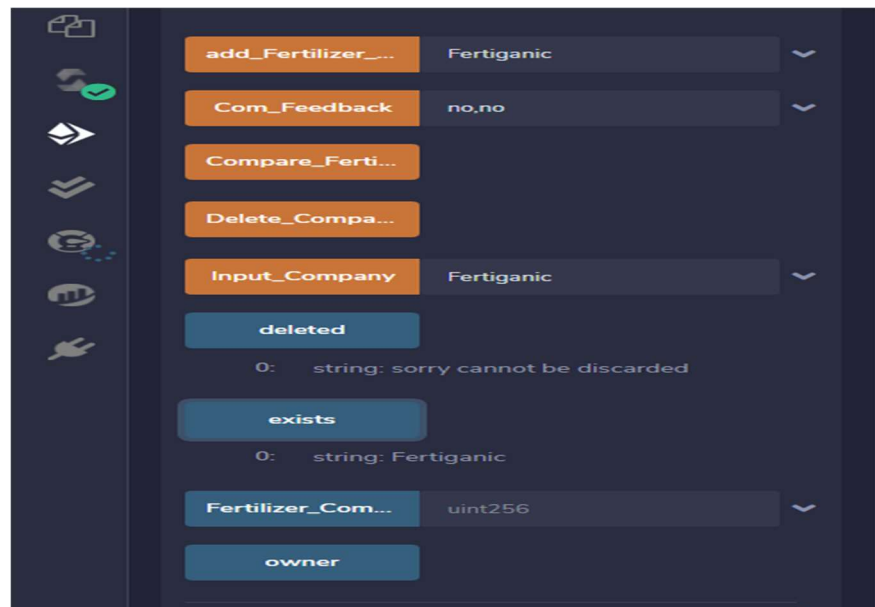 add_Fertilizer_... Fertiganic
Com_Feedback no,no
Compare_Ferti...
Delete_Compa...
Input_Company Fertiganic
deleted
0: string: sorry cannot be discarded
exists
0: string: Fertiganic
Fertilizer_Com... uint256
owner